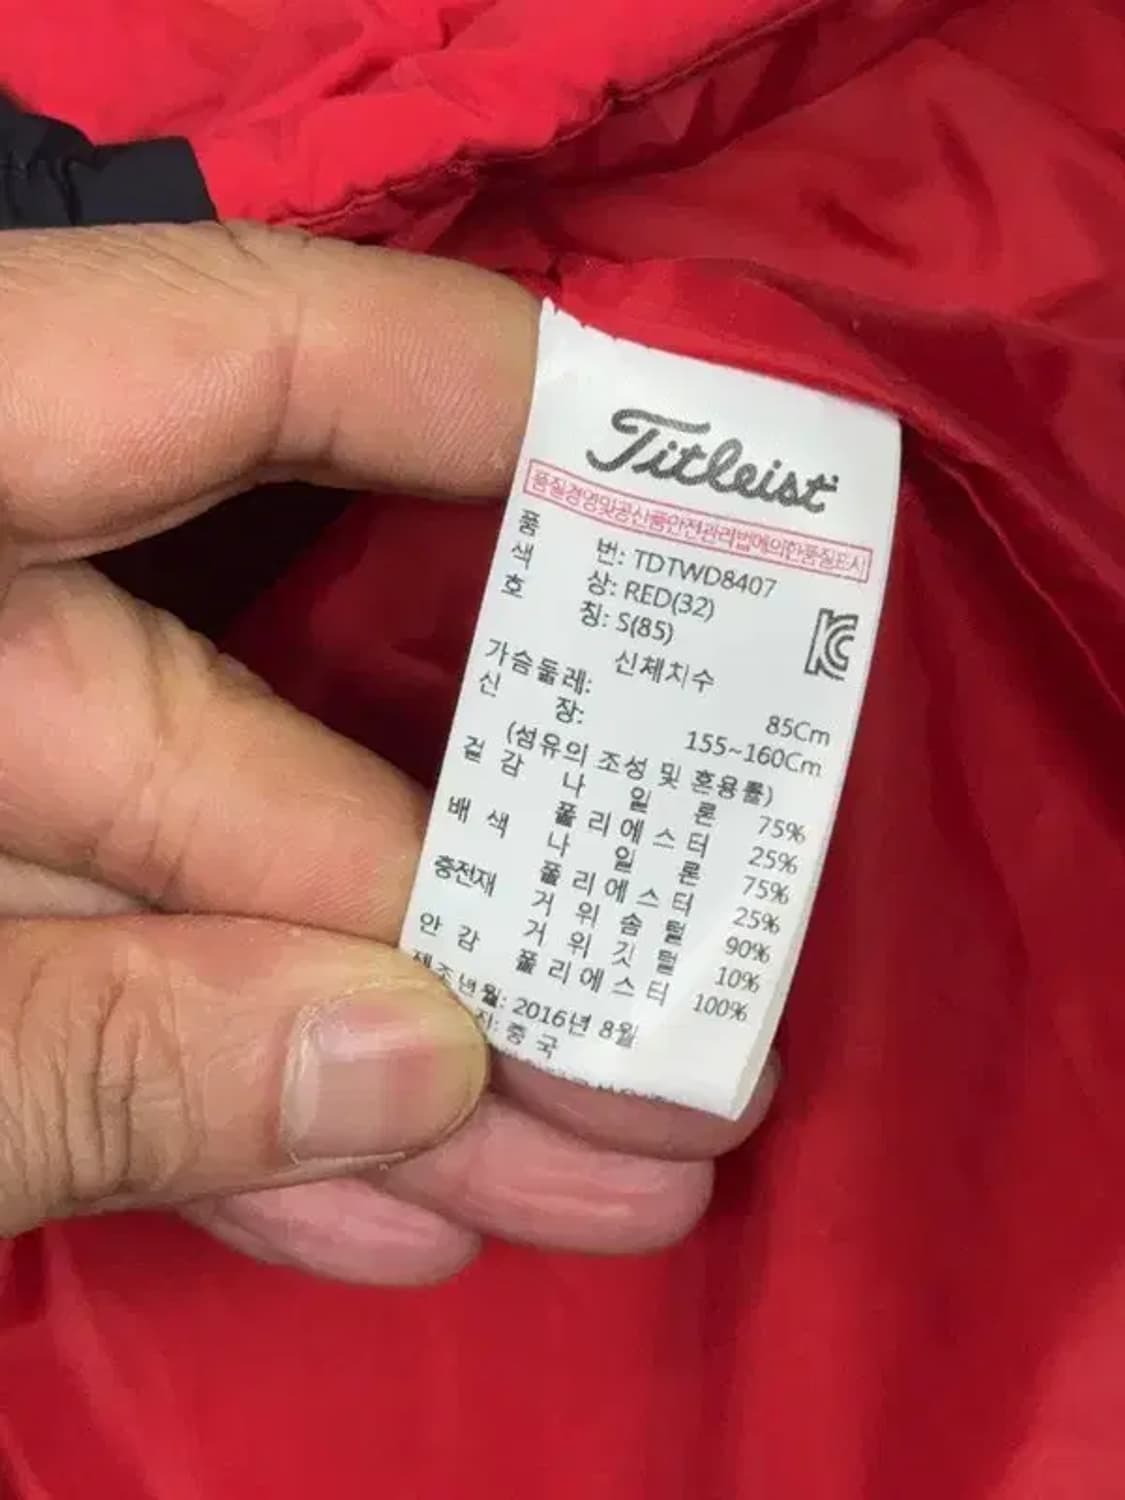 Titleist
품질경영및공산품안전관리법에의한품질표시
품 번: TDTWD8407
색 상: RED(32)
호 칭: S(85)
신체치수
가슴둘레: 85Cm
신 장: 155~160Cm
(섬유의 조성 및 혼용률)
겉 감 나 일 론 75%
폴리에스터 25%
배 색 나 일 론 75%
폴리에스터 25%
충전재 거 위 솜 털 90%
거 위 깃 털 10%
안 감 폴리에스터 100%
제조년월: 2016년 8월
지: 중 국